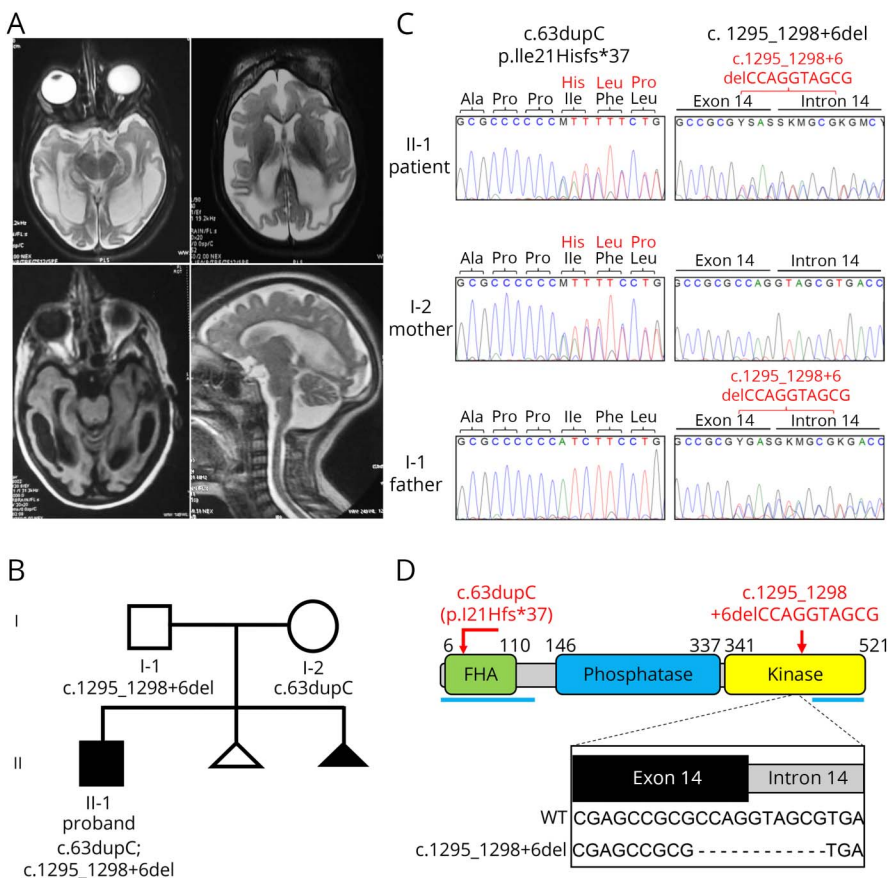 A
B
I
I-1
c.1295_1298+6del
I-2
c.63dupC
II
II-1
proband
c.63dupC;
c.1295_1298+6del
C
c.63dupC
p.Ile21Hisfs*37
c. 1295_1298+6del
c.1295_1298+6
delCCAGGTAGCG
His Leu Pro
Ala Pro Pro Ile Phe Leu
Exon 14 Intron 14
II-1
patient
GCGCCCCCCMTTTTTCTG
GCCGCGYSASSKMGCGKGMCY
His Leu Pro
Ala Pro Pro Ile Phe Leu
Exon 14 Intron 14
I-2
mother
GCGCCCCCCMTTTTCCTG
GCCGCGCCAGGTAGCGTGACC
c.1295_1298+6
delCCAGGTAGCG
Ala Pro Pro Ile Phe Leu
Exon 14 Intron 14
I-1
father
GCGCCCCCCATCTTCCTG
GCCGCGYGASGKMGCGKGACC
D
c.63dupC
(p.I21Hfs*37)
c.1295_1298
+6delCCAGGTAGCG
6 110 146 337 341 521
FHA Phosphatase Kinase
Exon 14 Intron 14
WT CGAGCCGCGCCAGGTAGCGTGA
c.1295_1298+6del CGAGCCGCG----------TGA